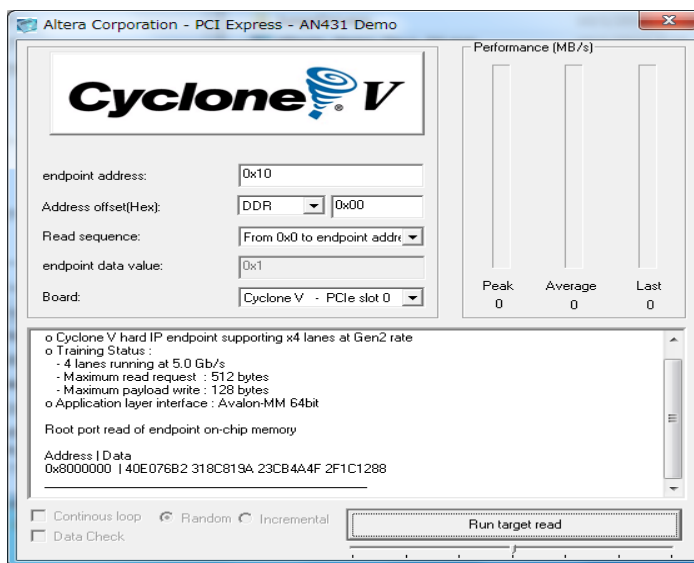 Altera Corporation - PCI Express - AN431 Demo
Cyclone V
endpoint address: 0x10
Address offset(Hex): DDR 0x00
Read sequence: From 0x0 to endpoint addre
endpoint data value: 0x1
Board: Cyclone V - PCIe slot 0
Performance (MB/s)
Peak Average Last
0 0 0
o Cyclone V hard IP endpoint supporting x4 lanes at Gen2 rate
o Training Status :
- 4 lanes running at 5.0 Gb/s
- Maximum read request : 512 bytes
- Maximum payload write : 128 bytes
o Application layer interface : Avalon-MM 64bit
Root port read of endpoint on-chip memory
Address | Data
0x8000000 | 40E076B2 318C819A 23CB4A4F 2F1C1288
Continous loop Random Incremental
Data Check
Run target read